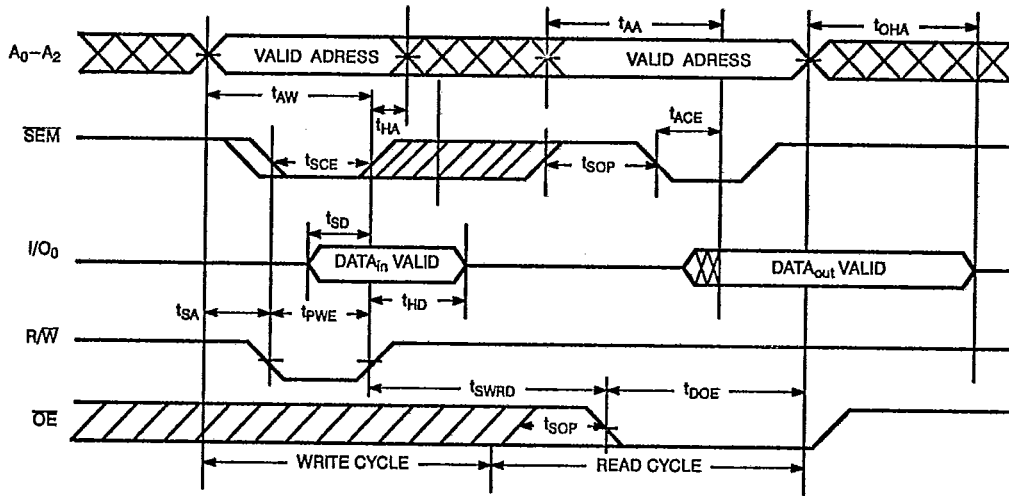 tAA
tOHA
A0–A2
VALID ADRESS
VALID ADRESS
tAW
tHA
tACE
SEM
tSCE
tSOP
tSD
I/O0
DATAin VALID
DATAout VALID
tSA
tPWE
tHD
R/W
tSWRD
tDOE
OE
tSOP
WRITE CYCLE
READ CYCLE